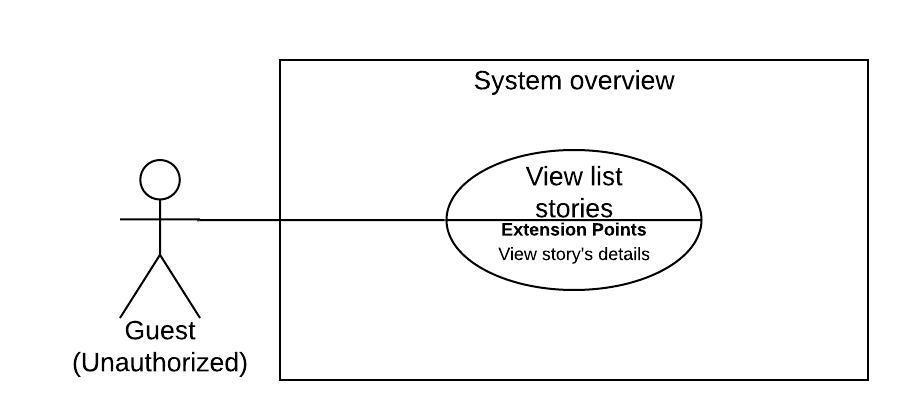 System overview
View list
stories
Extension Points
View story's details
Guest
(Unauthorized)